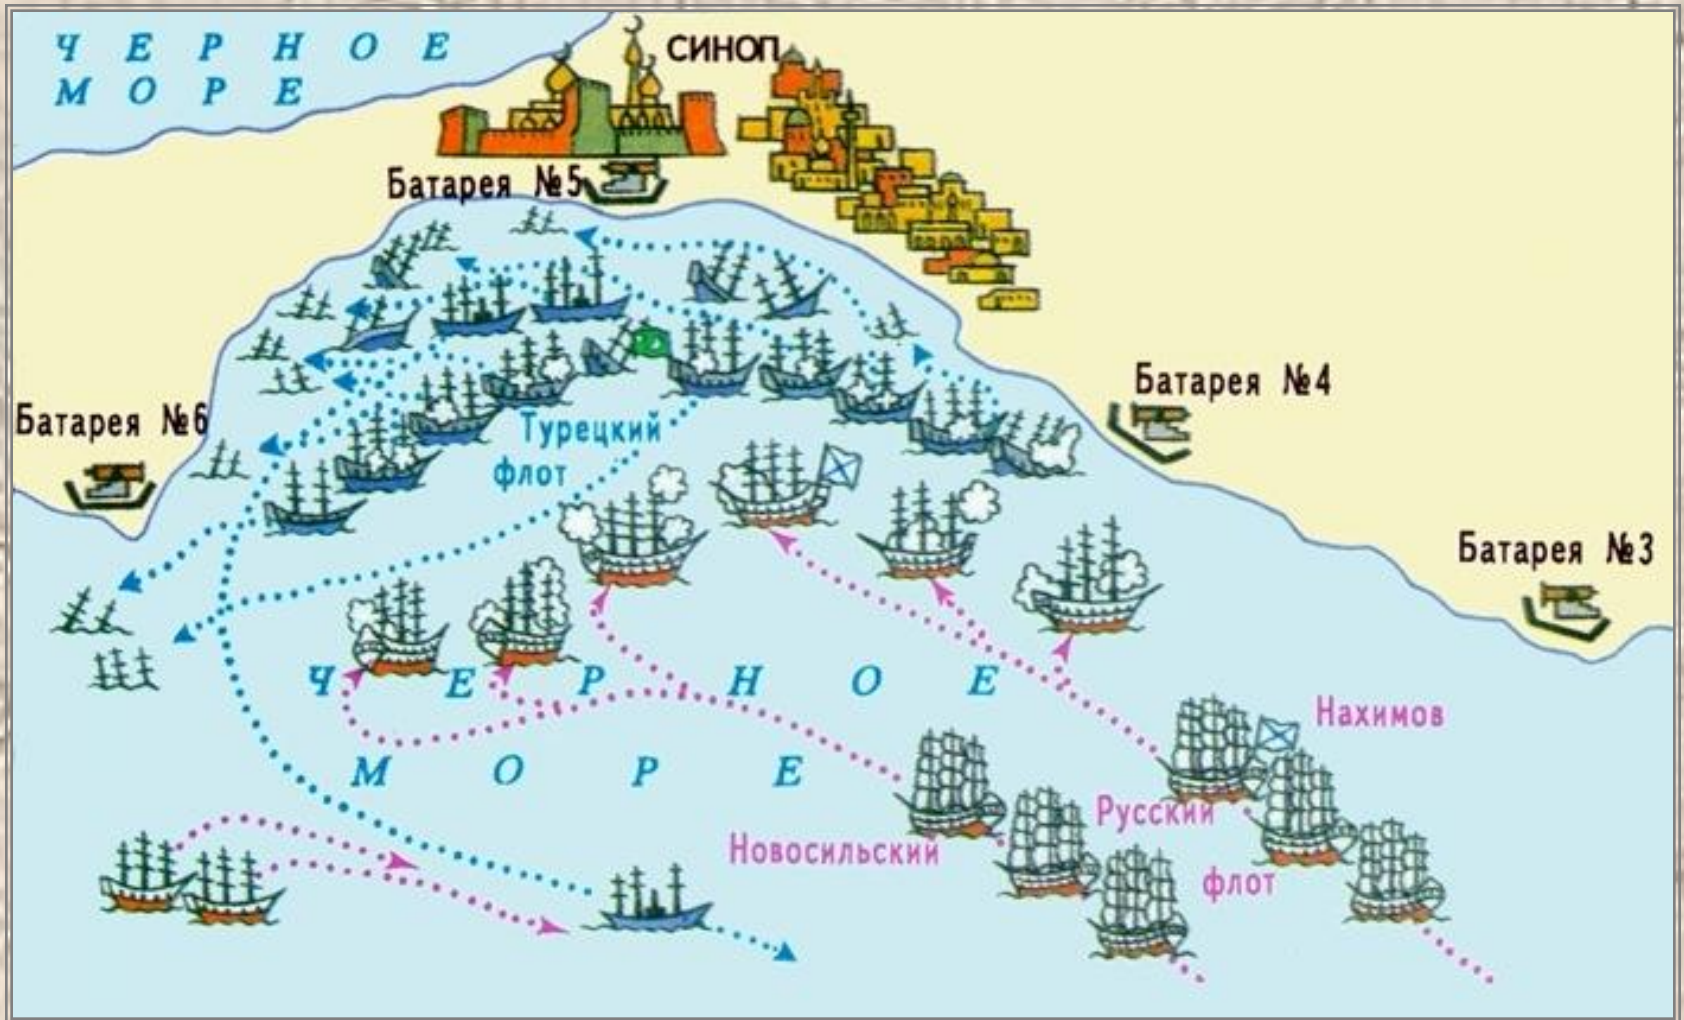 ЧЕРНОЕ
МОРЕ
СИНОП
Батарея №5
Батарея №4
Батарея №6
Турецкий
флот
Батарея №3
ЧЕРНОЕ
Нахимов
МОРЕ
Русский
Новосильский
флот